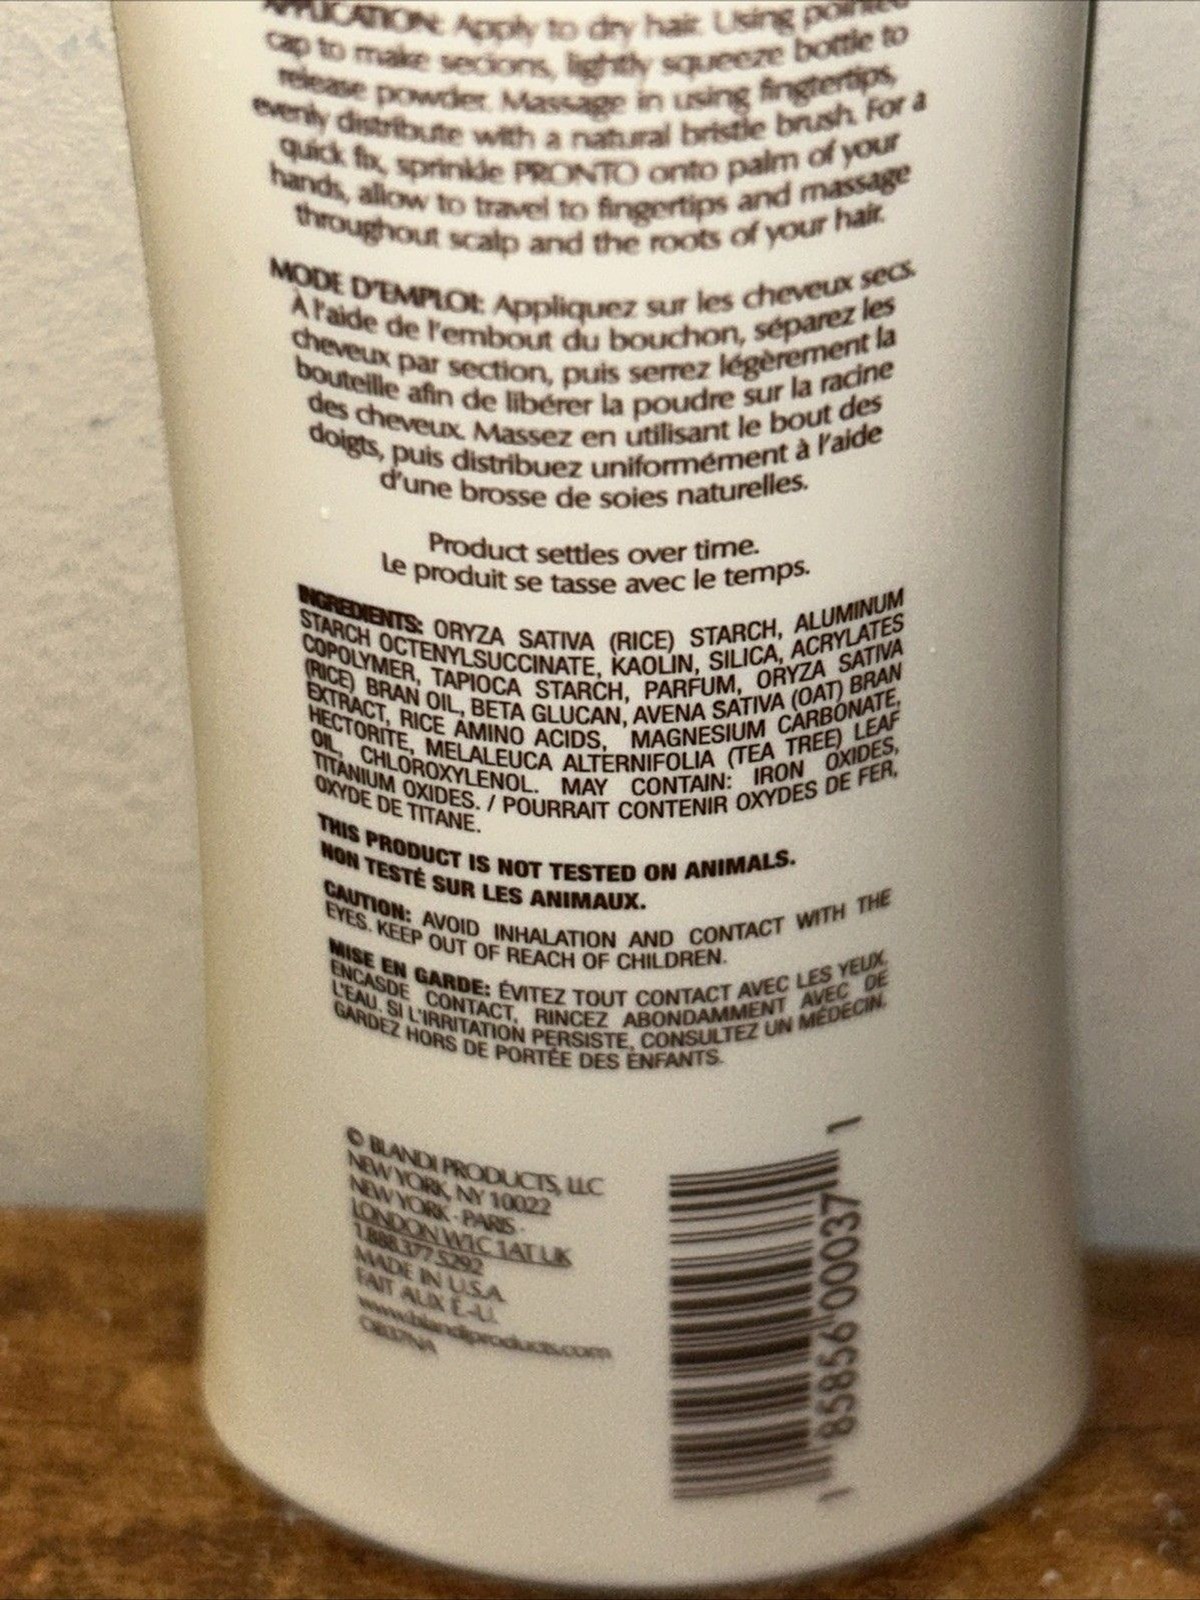 APPLICATION: Apply to dry hair. Using pointed
cap to make secions, lightly squeeze bottle to
release powder. Massage in using fingtertips,
evenly distribute with a natural bristle brush. For a
quick fix, sprinkle PRONTO onto palm of your
hands, allow to travel to fingertips and massage
throughout scalp and the roots of your hair.
MODE D'EMPLOI: Appliquez sur les cheveux secs.
À l'aide de l'embout du bouchon, séparez les
cheveux par section, puis serrez légèrement la
bouteille afin de libérer la poudre sur la racine
des cheveux. Massez en utilisant le bout des
doigts, puis distribuez uniformément à l'aide
d'une brosse de soies naturelles.
Product settles over time.
Le produit se tasse avec le temps.
INGREDIENTS: ORYZA SATIVA (RICE) STARCH, ALUMINUM
STARCH OCTENYLSUCCINATE, KAOLIN, SILICA, ACRYLATES
COPOLYMER, TAPIOCA STARCH, PARFUM, ORYZA SATIVA
(RICE) BRAN OIL, BETA GLUCAN, AVENA SATIVA (OAT) BRAN
EXTRACT, RICE AMINO ACIDS, MAGNESIUM CARBONATE,
HECTORITE, MELALEUCA ALTERNIFOLIA (TEA TREE) LEAF
OIL, CHLOROXYLENOL. MAY CONTAIN: IRON OXIDES,
TITANIUM OXIDES. / POURRAIT CONTENIR OXYDES DE FER,
OXYDE DE TITANE.
THIS PRODUCT IS NOT TESTED ON ANIMALS.
NON TESTÉ SUR LES ANIMAUX.
CAUTION: AVOID INHALATION AND CONTACT WITH THE
EYES. KEEP OUT OF REACH OF CHILDREN.
MISE EN GARDE: ÉVITEZ TOUT CONTACT AVEC LES YEUX.
ENCASDE CONTACT, RINCEZ ABONDAMMENT AVEC DE
L'EAU. SI L'IRRITATION PERSISTE, CONSULTEZ UN MÉDECIN.
GARDEZ HORS DE PORTÉE DES ENFANTS.
© BLANDI PRODUCTS, LLC
NEW YORK, NY 10022
NEW YORK · PARIS ·
LONDON W1C 1AT UK
1.888.377.5292
MADE IN U.S.A.
FAIT AUX É.-U.
www.blandiproducts.com
1 85856 00037 1